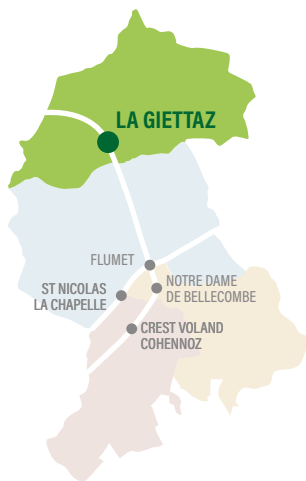 LA GIETTAZ
FLUMET
NOTRE DAME
DE BELLECOMBE
ST NICOLAS
LA CHAPELLE
CREST VOLAND
COHENNOZ